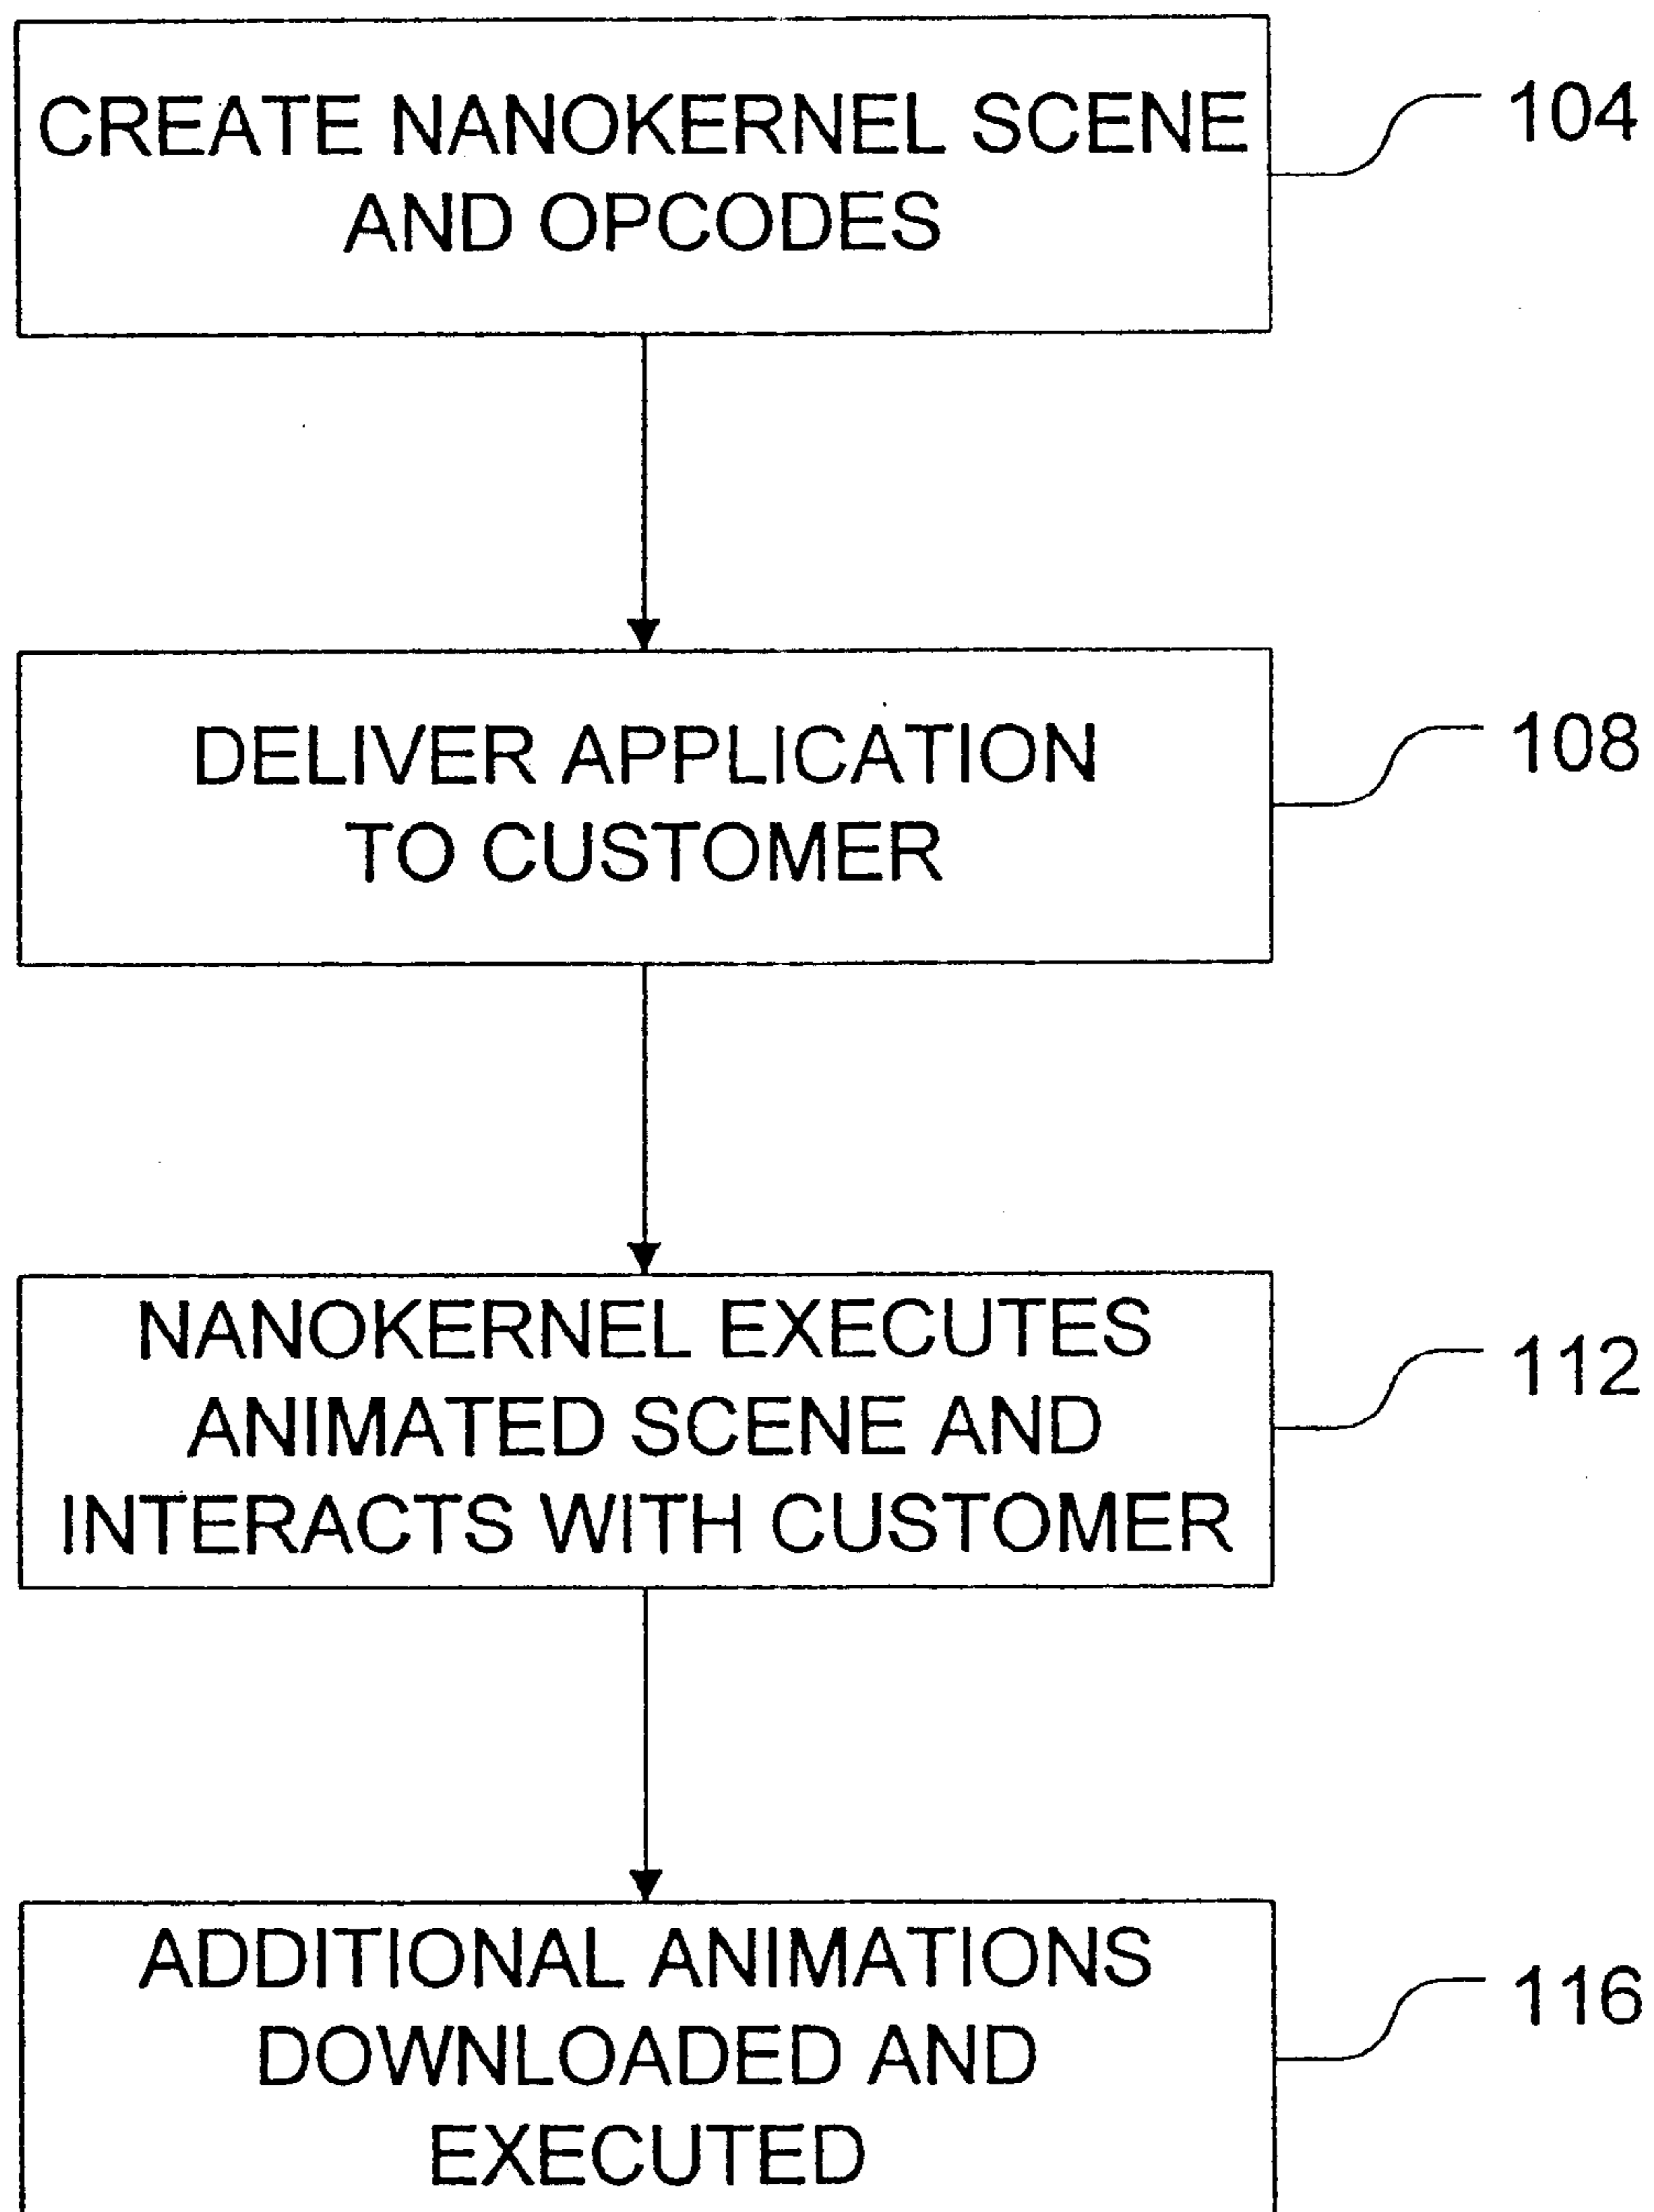 CREATE NANOKERNEL SCENE
AND OPCODES
104
DELIVER APPLICATION
TO CUSTOMER
108
NANOKERNEL EXECUTES
ANIMATED SCENE AND
INTERACTS WITH CUSTOMER
112
ADDITIONAL ANIMATIONS
DOWNLOADED AND
EXECUTED
116